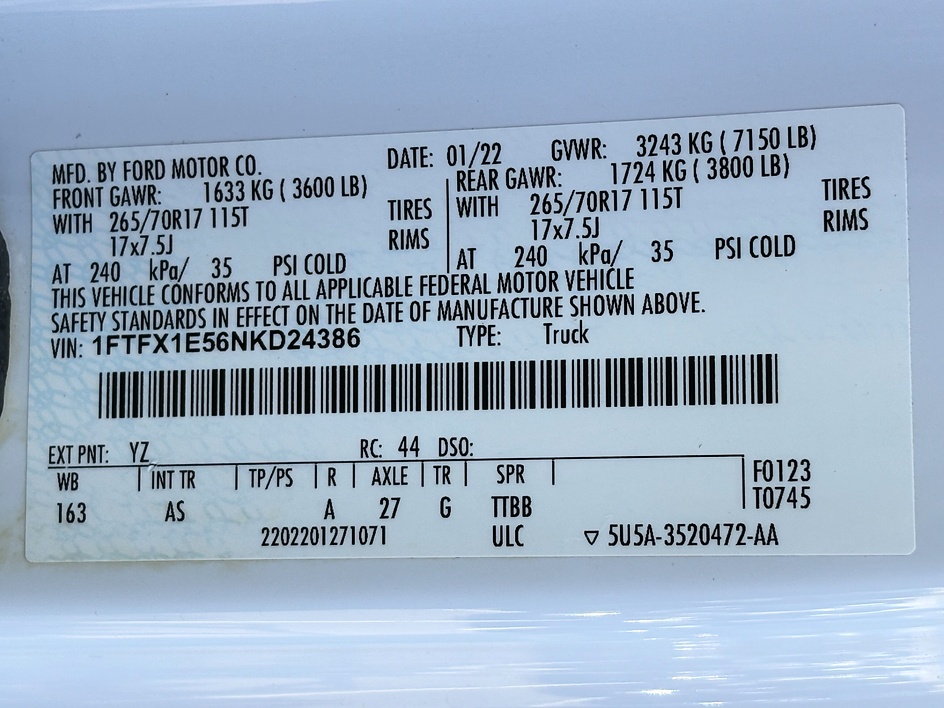 MFD. BY FORD MOTOR CO. DATE: 01/22 GVWR: 3243 KG ( 7150 LB)
FRONT GAWR: 1633 KG ( 3600 LB) REAR GAWR: 1724 KG ( 3800 LB)
WITH 265/70R17 115T TIRES WITH 265/70R17 115T TIRES
17x7.5J RIMS 17x7.5J RIMS
AT 240 kPa/ 35 PSI COLD AT 240 kPa/ 35 PSI COLD
THIS VEHICLE CONFORMS TO ALL APPLICABLE FEDERAL MOTOR VEHICLE
SAFETY STANDARDS IN EFFECT ON THE DATE OF MANUFACTURE SHOWN ABOVE.
VIN: 1FTFX1E56NKD24386 TYPE: Truck
EXT PNT: YZ RC: 44 DSO:
WB INT TR TP/PS R AXLE TR SPR F0123
163 AS A 27 G TTBB T0745
2202201271071 ULC ▽ 5U5A-3520472-AA